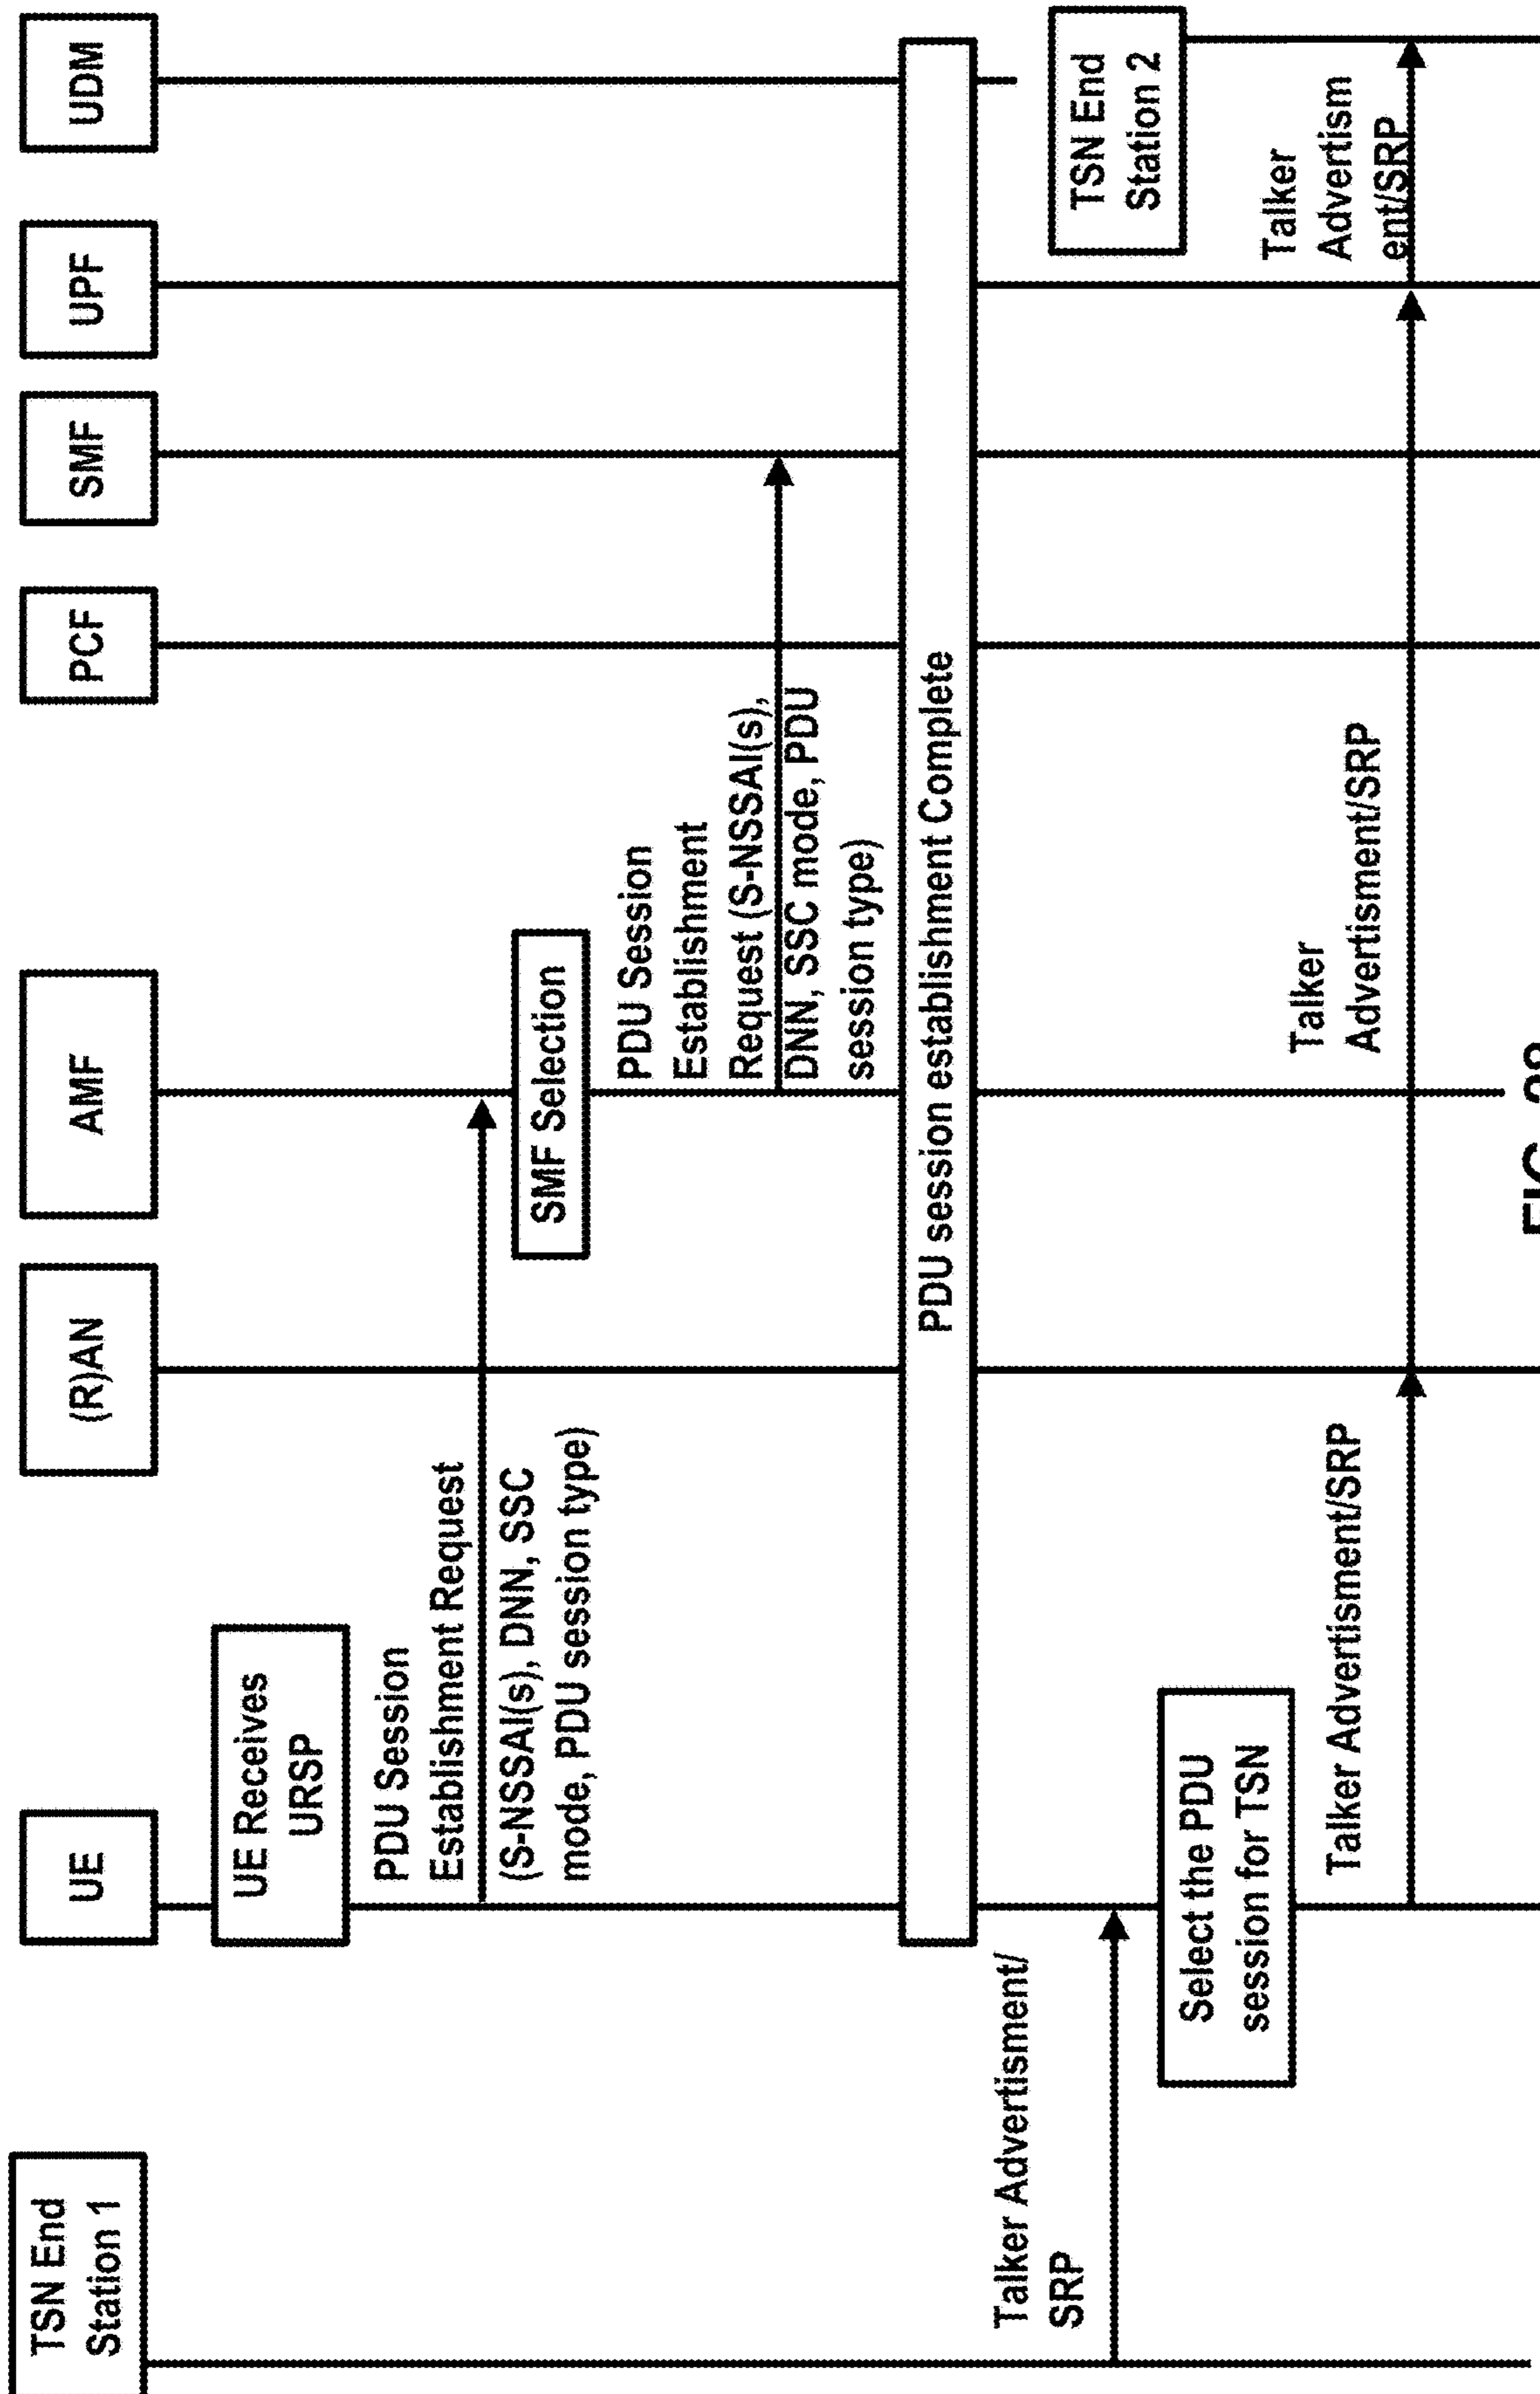 TSN End
Station 1
UE
(R)AN
AMF
PCF
SMF
UPF
UDM
UE Receives
URSP
PDU Session
Establishment Request
(S-NSSAI(s), DNN, SSC
mode, PDU session type)
SMF Selection
PDU Session
Establishment
Request (S-NSSAI(s),
DNN, SSC mode, PDU
session type)
PDU session establishment Complete
Talker Advertisment/
SRP
TSN End
Station 2
Select the PDU
session for TSN
Talker Advertisment/SRP
Talker
Advertisment/SRP
Talker
Advertism
ent/SRP
FIG.